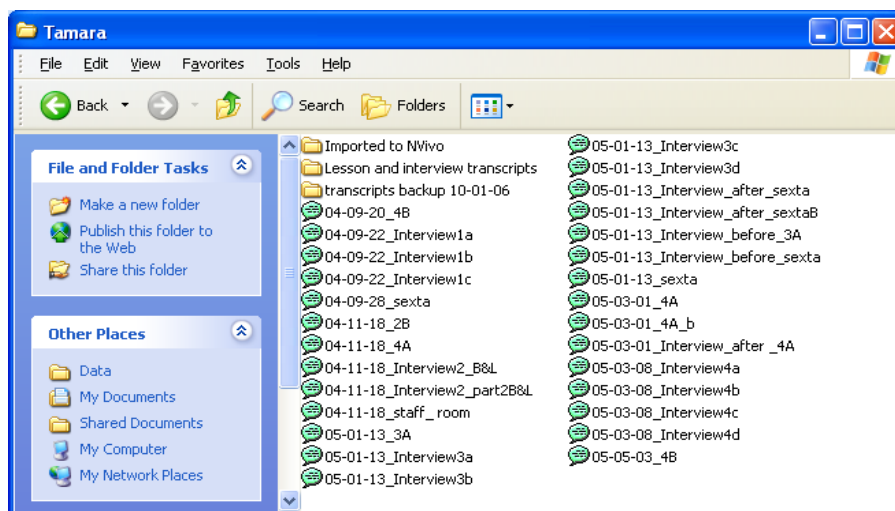 Tamara
File Edit View Favorites Tools Help
Back Search Folders
File and Folder Tasks
Make a new folder
Publish this folder to
the Web
Share this folder
Other Places
Data
My Documents
Shared Documents
My Computer
My Network Places
Imported to NVivo
Lesson and interview transcripts
transcripts backup 10-01-06
04-09-20_4B
04-09-22_Interview1a
04-09-22_Interview1b
04-09-22_Interview1c
04-09-28_sexta
04-11-18_2B
04-11-18_4A
04-11-18_Interview2_B&L
04-11-18_Interview2_part2B&L
04-11-18_staff_ room
05-01-13_3A
05-01-13_Interview3a
05-01-13_Interview3b
05-01-13_Interview3c
05-01-13_Interview3d
05-01-13_Interview_after_sexta
05-01-13_Interview_after_sextaB
05-01-13_Interview_before_3A
05-01-13_Interview_before_sexta
05-01-13_sexta
05-03-01_4A
05-03-01_4A_b
05-03-01_Interview_after _4A
05-03-08_Interview4a
05-03-08_Interview4b
05-03-08_Interview4c
05-03-08_Interview4d
05-05-03_4B